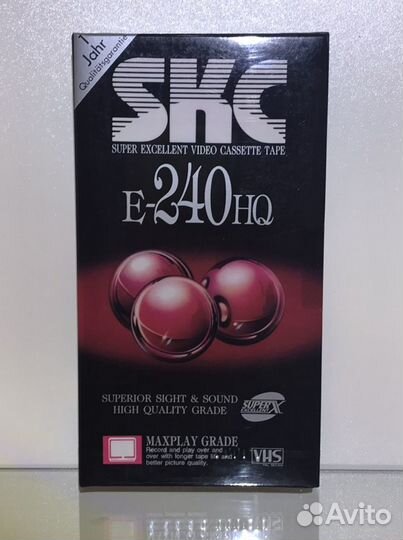 1
Jahr
Qualitätsgarantie
SKC
SUPER EXCELLENT VIDEO CASSETTE TAPE
E-240HQ
SUPERIOR SIGHT & SOUND
HIGH QUALITY GRADE
SUPER X
MAXPLAY GRADE
Record and play over and
over with longer tape life and
better picture quality.
VHS
Avito